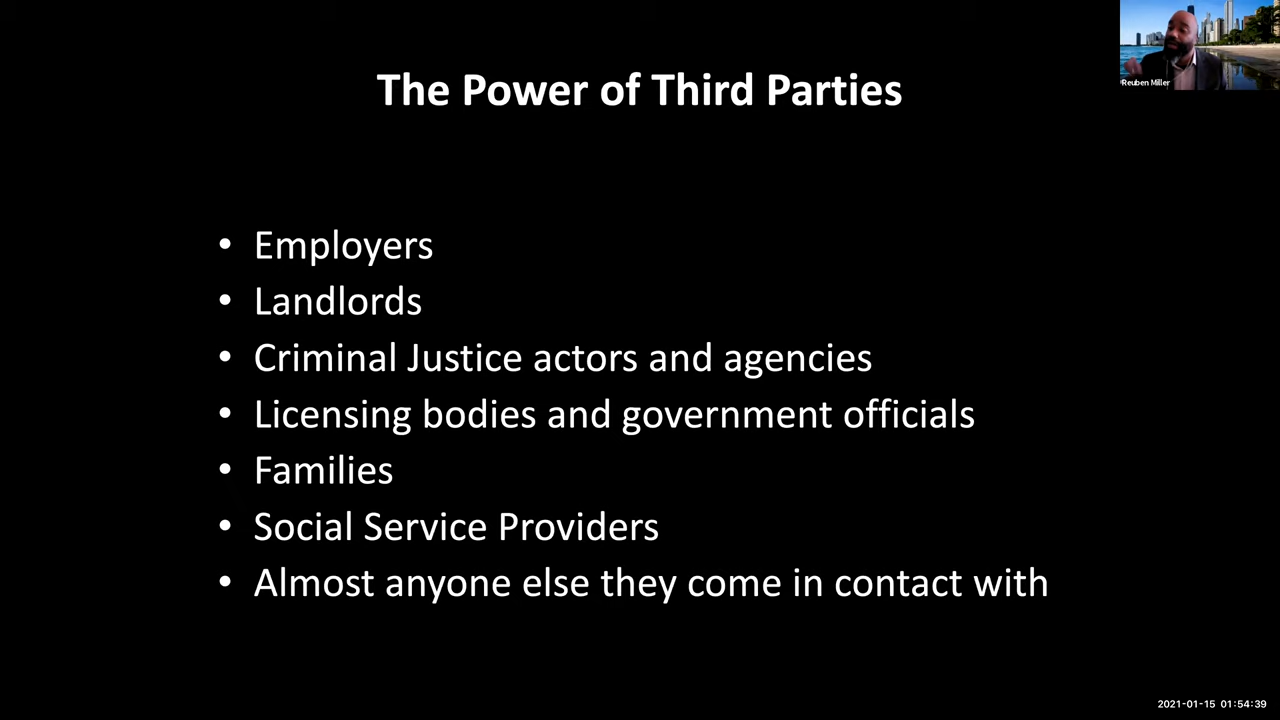 The Power of Third Parties
Reuben Miller
• Employers
• Landlords
• Criminal Justice actors and agencies
• Licensing bodies and government officials
• Families
• Social Service Providers
• Almost anyone else they come in contact with
2021-01-15 01:54:39